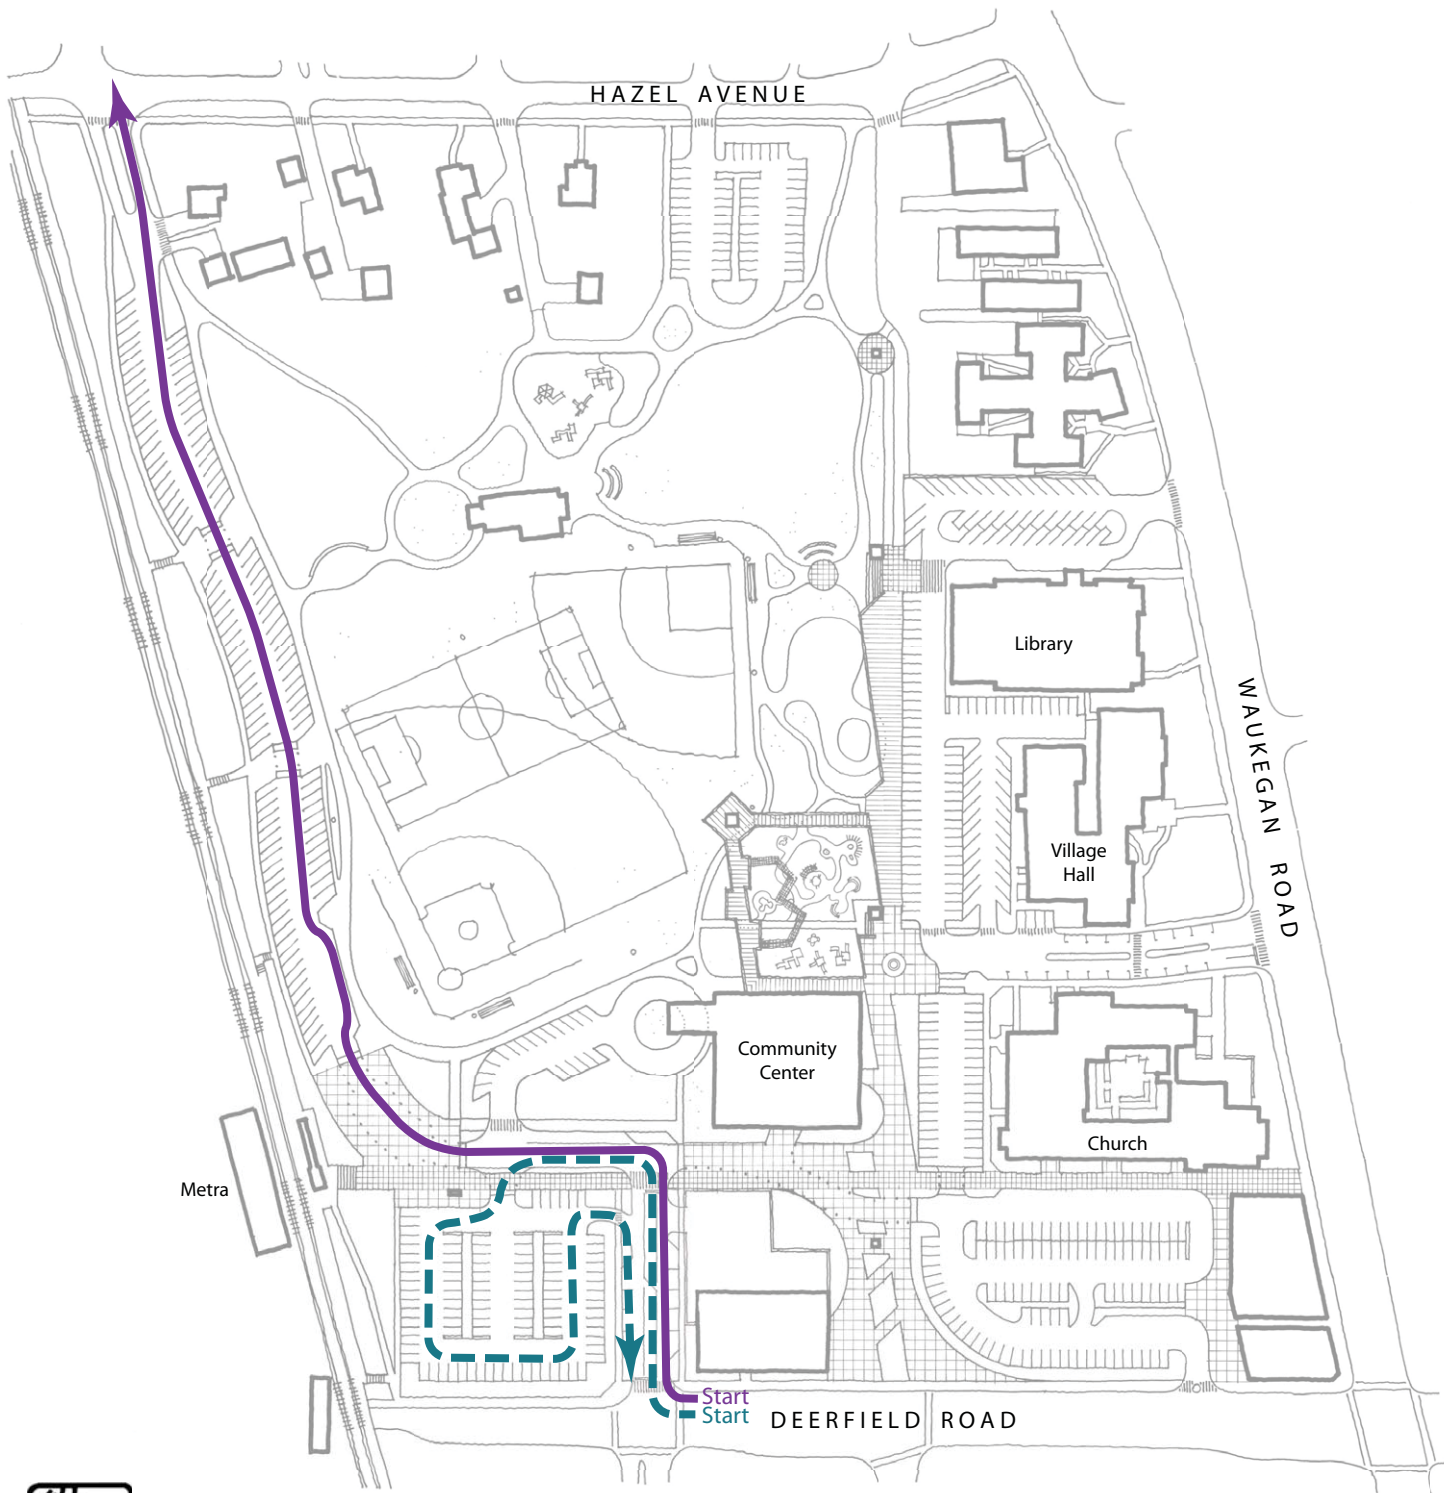 HAZEL AVENUE
Library
WAUKEGAN ROAD
Village
Hall
Community
Center
Church
Metra
Start
Start
DEERFIELD ROAD